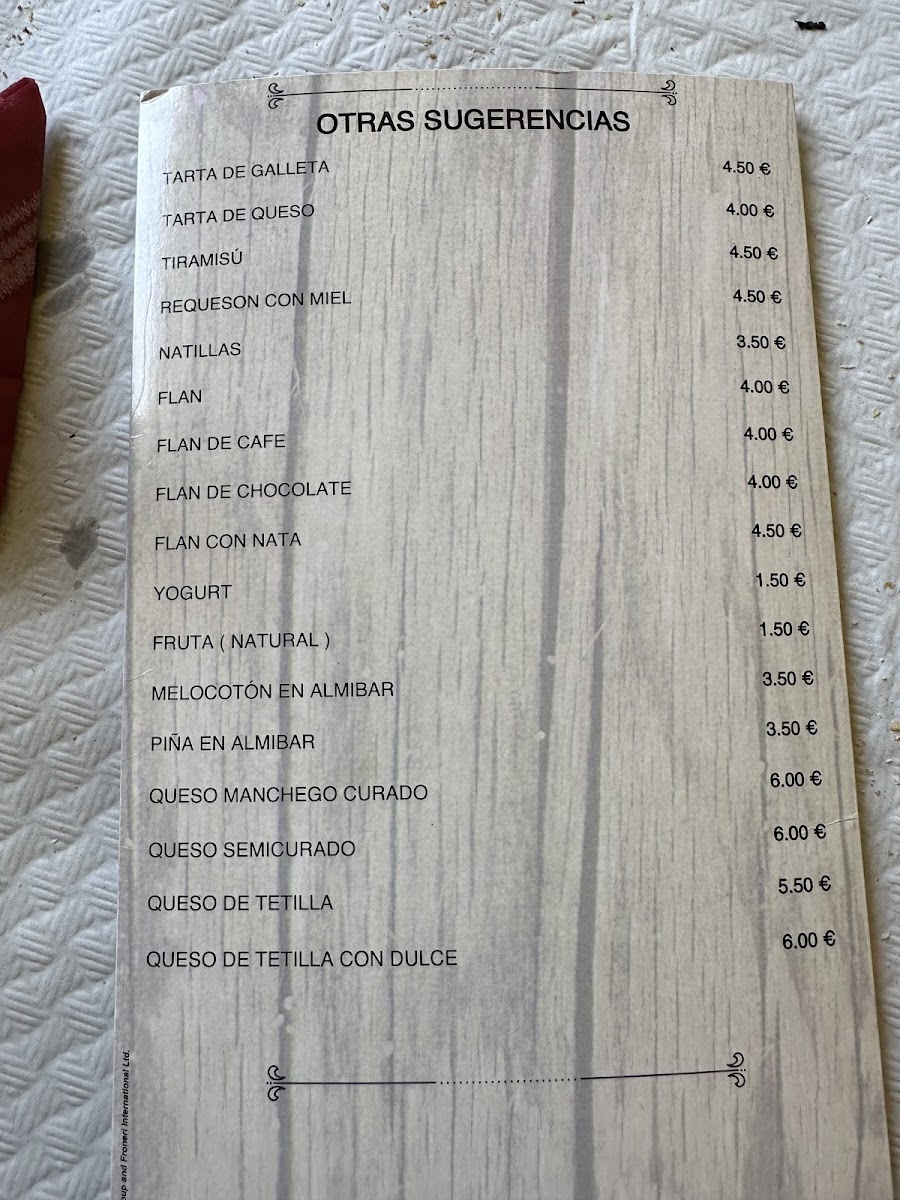 OTRAS SUGERENCIAS
TARTA DE GALLETA 4.50 €
TARTA DE QUESO 4.00 €
TIRAMISÚ 4.50 €
REQUESON CON MIEL 4.50 €
NATILLAS 3.50 €
FLAN 4.00 €
FLAN DE CAFE 4.00 €
FLAN DE CHOCOLATE 4.00 €
FLAN CON NATA 4.50 €
YOGURT 1.50 €
FRUTA ( NATURAL ) 1.50 €
MELOCOTÓN EN ALMIBAR 3.50 €
PIÑA EN ALMIBAR 3.50 €
QUESO MANCHEGO CURADO 6.00 €
QUESO SEMICURADO 6.00 €
QUESO DE TETILLA 5.50 €
QUESO DE TETILLA CON DULCE 6.00 €
and Froneri International Ltd.